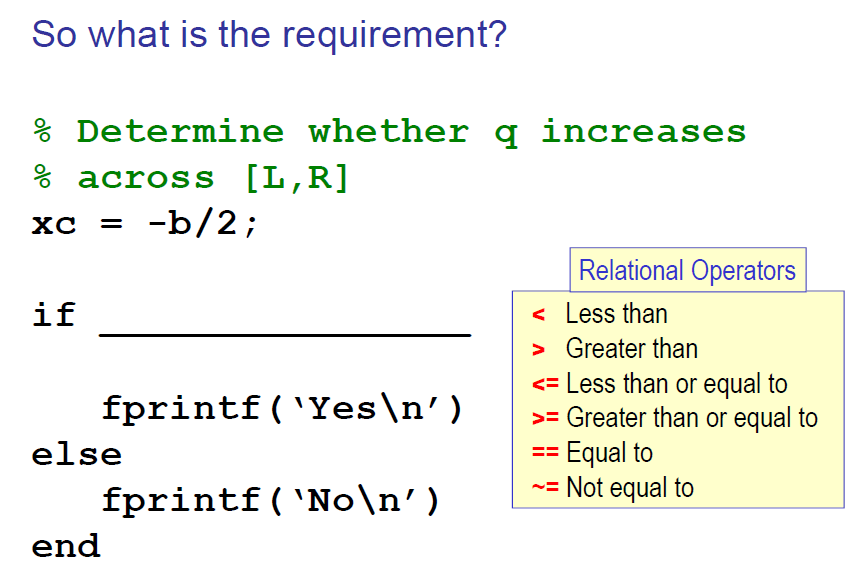 So what is the requirement?
% Determine whether q increases
% across [L,R]
xc = -b/2;
if ________________
fprintf(‘Yes\n’)
else
fprintf(‘No\n’)
end
Relational Operators
< Less than
> Greater than
<= Less than or equal to
>= Greater than or equal to
== Equal to
~= Not equal to